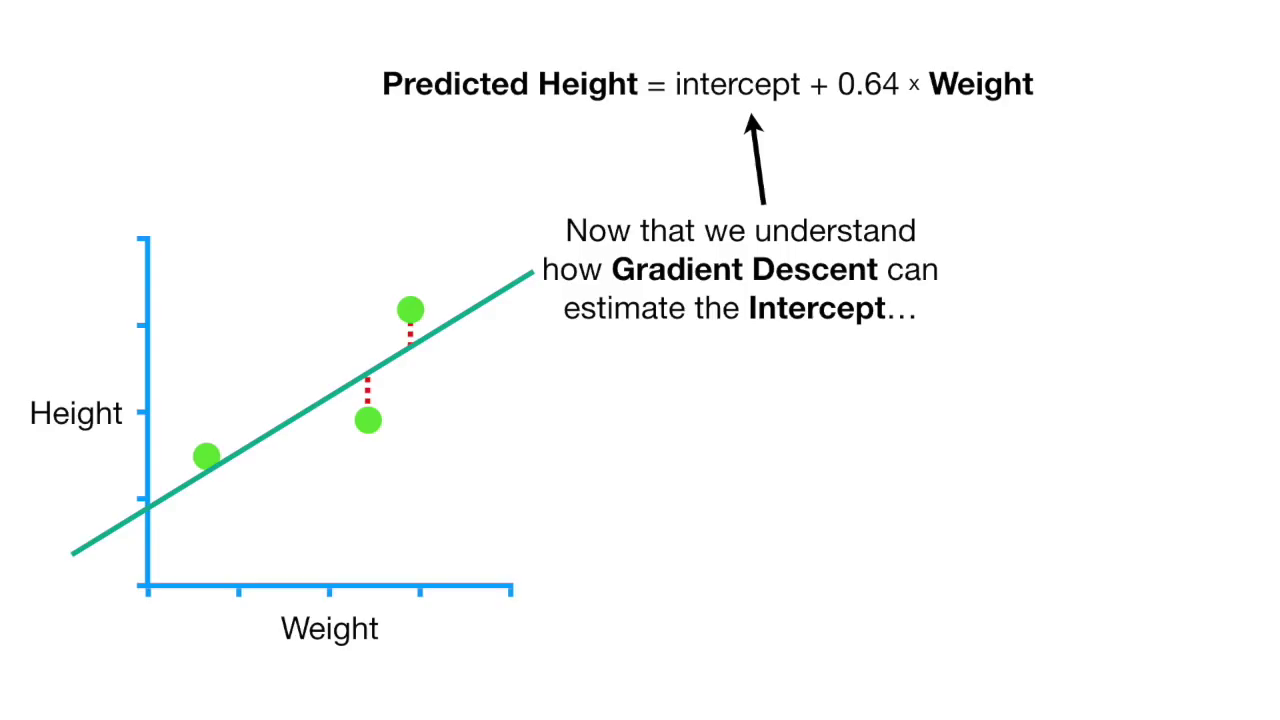 Predicted Height = intercept + 0.64 x Weight
Now that we understand
how Gradient Descent can
estimate the Intercept…
Height
Weight